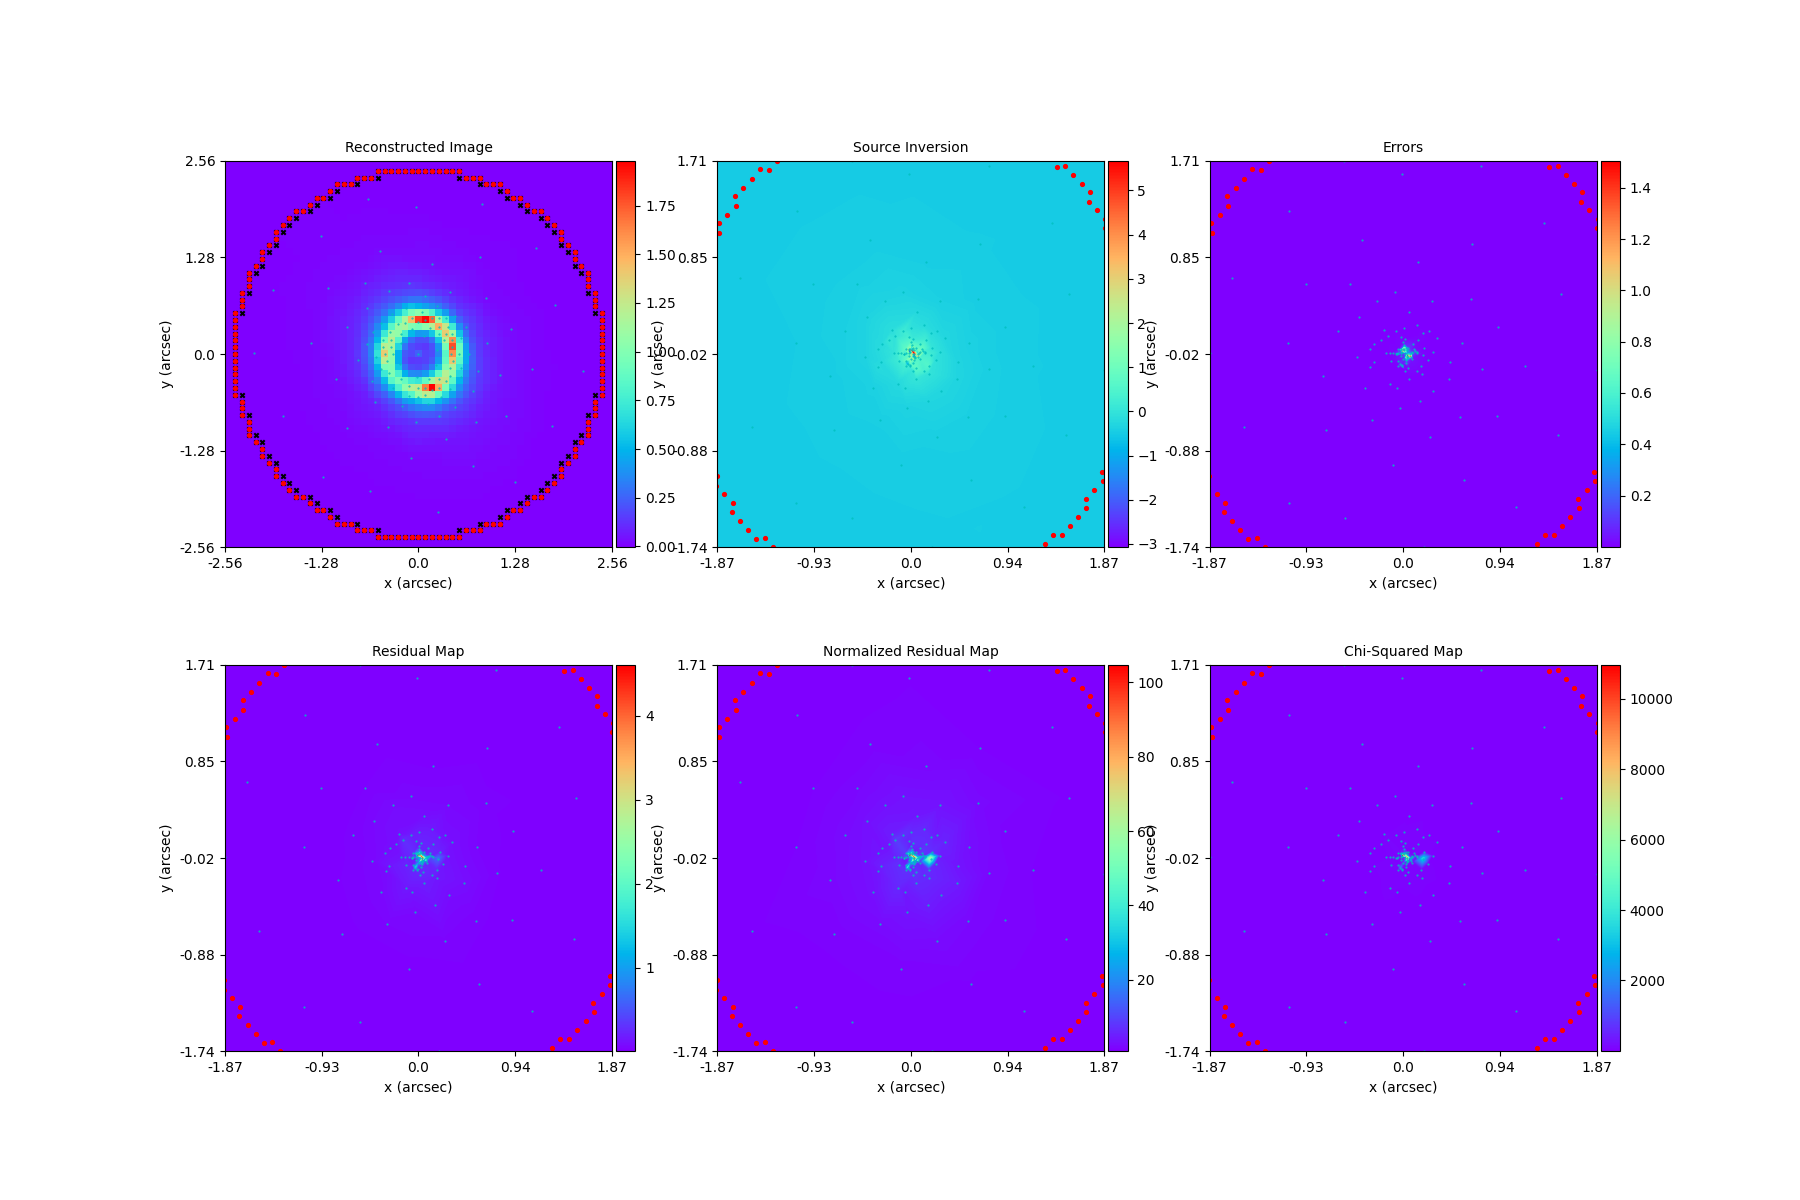 Reconstructed Image
2.56
1.28
0.0
-1.28
-2.56
y (arcsec)
-2.56 -1.28 0.0 1.28 2.56
x (arcsec)
1.75
1.50
1.25
1.00
0.75
0.50
0.25
0.00
Source Inversion
1.71
0.85
-0.02
-0.88
-1.74
y (arcsec)
-1.87 -0.93 0.0 0.94 1.87
x (arcsec)
5
4
3
2
1
0
−1
−2
−3
Errors
1.71
0.85
-0.02
-0.88
-1.74
y (arcsec)
-1.87 -0.93 0.0 0.94 1.87
x (arcsec)
1.4
1.2
1.0
0.8
0.6
0.4
0.2
Residual Map
1.71
0.85
-0.02
-0.88
-1.74
y (arcsec)
-1.87 -0.93 0.0 0.94 1.87
x (arcsec)
4
3
2
1
Normalized Residual Map
1.71
0.85
-0.02
-0.88
-1.74
y (arcsec)
-1.87 -0.93 0.0 0.94 1.87
x (arcsec)
100
80
60
40
20
Chi-Squared Map
1.71
0.85
-0.02
-0.88
-1.74
y (arcsec)
-1.87 -0.93 0.0 0.94 1.87
x (arcsec)
10000
8000
6000
4000
2000